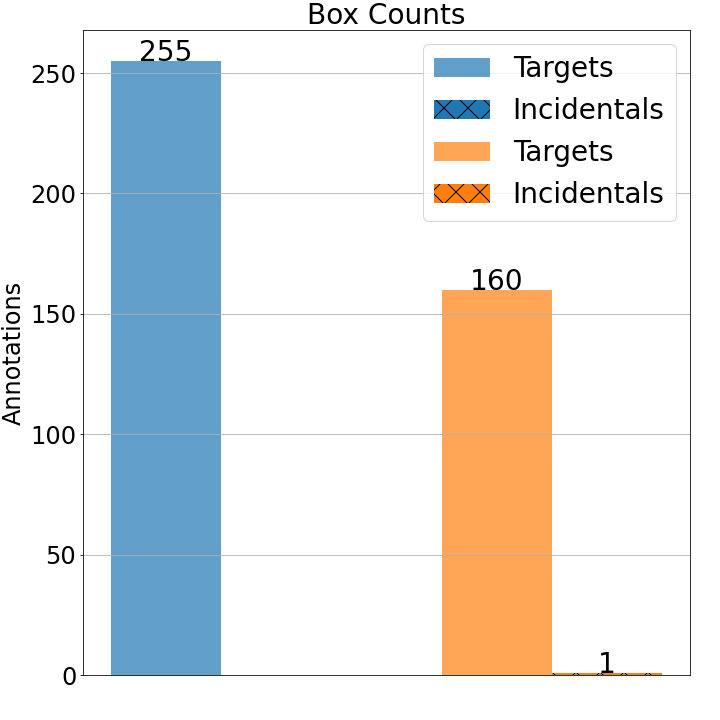 Box Counts
255
250
200
150
100
50
0
Annotations
160
1
Targets
Incidentals
Targets
Incidentals